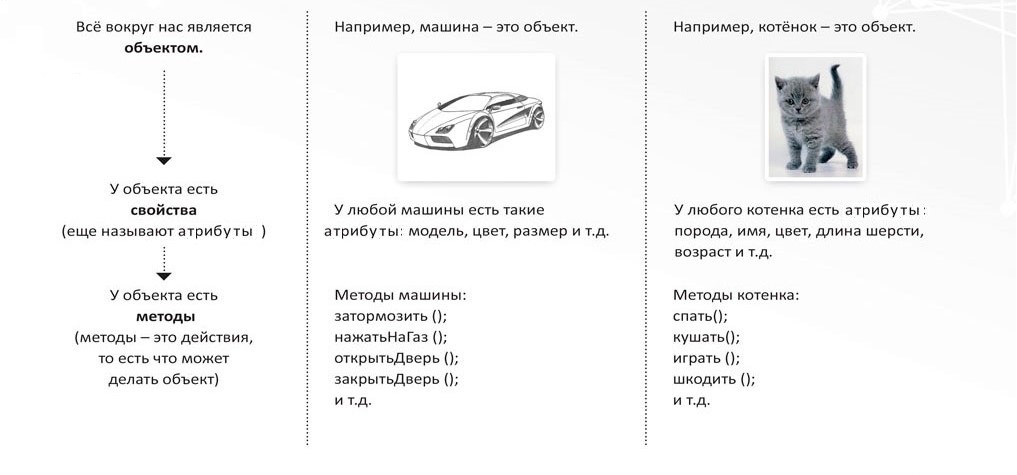 Всё вокруг нас является
объектом.
У объекта есть
свойства
(еще называют атрибуты )
У объекта есть
методы
(методы – это действия,
то есть что может
делать объект)
Например, машина – это объект.
У любой машины есть такие
атрибуты: модель, цвет, размер и т.д.
Методы машины:
затормозить ();
нажатьНаГаз ();
открытьДверь ();
закрытьДверь ();
и т.д.
Например, котёнок – это объект.
У любого котенка есть атрибуты:
порода, имя, цвет, длина шерсти,
возраст и т.д.
Методы котенка:
спать();
кушать();
играть ();
шкодить ();
и т.д.